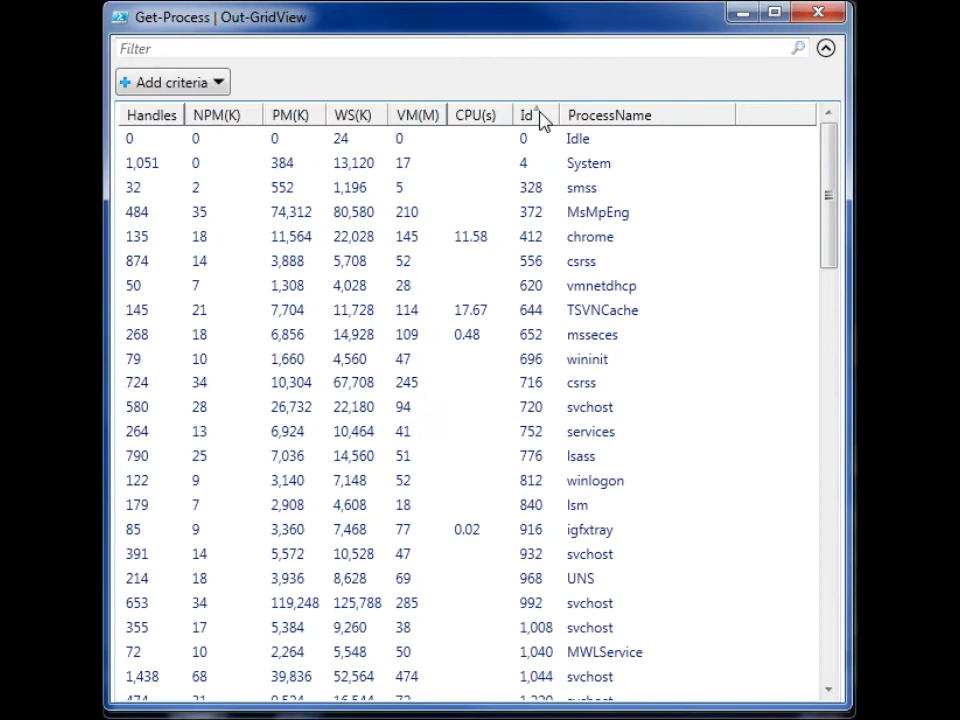 Get-Process | Out-GridView
Filter
Add criteria
Handles NPM(K) PM(K) WS(K) VM(M) CPU(s) Id ProcessName
0 0 0 24 0 0 Idle
1,051 0 384 13,120 17 4 System
32 2 552 1,196 5 328 smss
484 35 74,312 80,580 210 372 MsMpEng
135 18 11,564 22,028 145 11.58 412 chrome
874 14 3,888 5,708 52 556 csrss
50 7 1,308 4,028 28 620 vmnetdhcp
145 21 7,704 11,728 114 17.67 644 TSVNCache
268 18 6,856 14,928 109 0.48 652 msseces
79 10 1,660 4,560 47 696 wininit
724 34 10,304 67,708 245 716 csrss
580 28 26,732 22,180 94 720 svchost
264 13 6,924 10,464 41 752 services
790 25 7,036 14,560 51 776 lsass
122 9 3,140 7,148 52 812 winlogon
179 7 2,908 4,608 18 840 lsm
85 9 3,360 7,468 77 0.02 916 igfxtray
391 14 5,572 10,528 47 932 svchost
214 18 3,936 8,628 69 968 UNS
653 34 119,248 125,788 285 992 svchost
355 17 5,384 9,260 38 1,008 svchost
72 10 2,264 5,548 50 1,040 MWLService
1,438 68 39,836 52,564 474 1,044 svchost